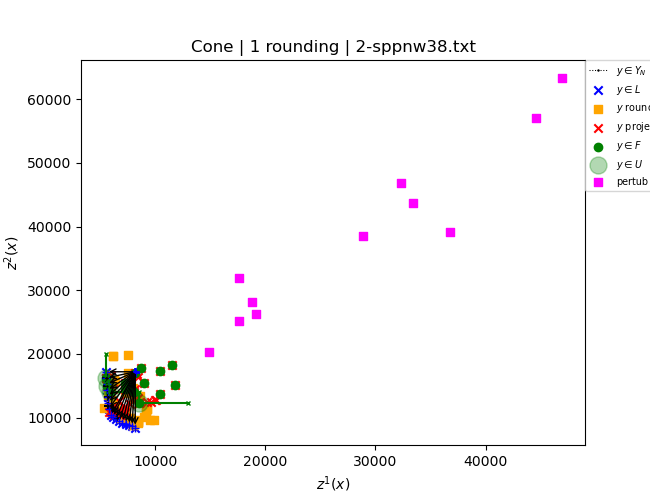 Cone | 1 rounding | 2-sppnw38.txt
z²(x)
60000
50000
40000
30000
20000
10000
10000
20000
30000
40000
z¹(x)
y ∈ Y_N
y ∈ L
y roun
y proje
y ∈ F
y ∈ U
pertub